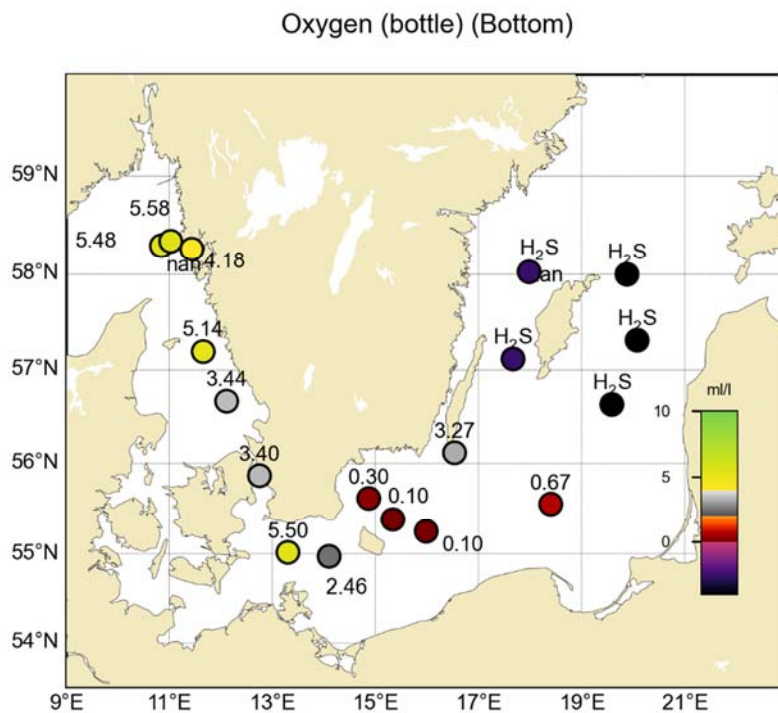 Oxygen (bottle) (Bottom)
59°N
5.58
5.48
nan
4.18
H₂S
an
H₂S
58°N
5.14
H₂S
H₂S
57°N
3.44
H₂S
ml/l
10
3.40
3.27
56°N
0.30
0.10
0.67
5
5.50
0.10
0
55°N
2.46
54°N
9°E
11°E
13°E
15°E
17°E
19°E
21°E